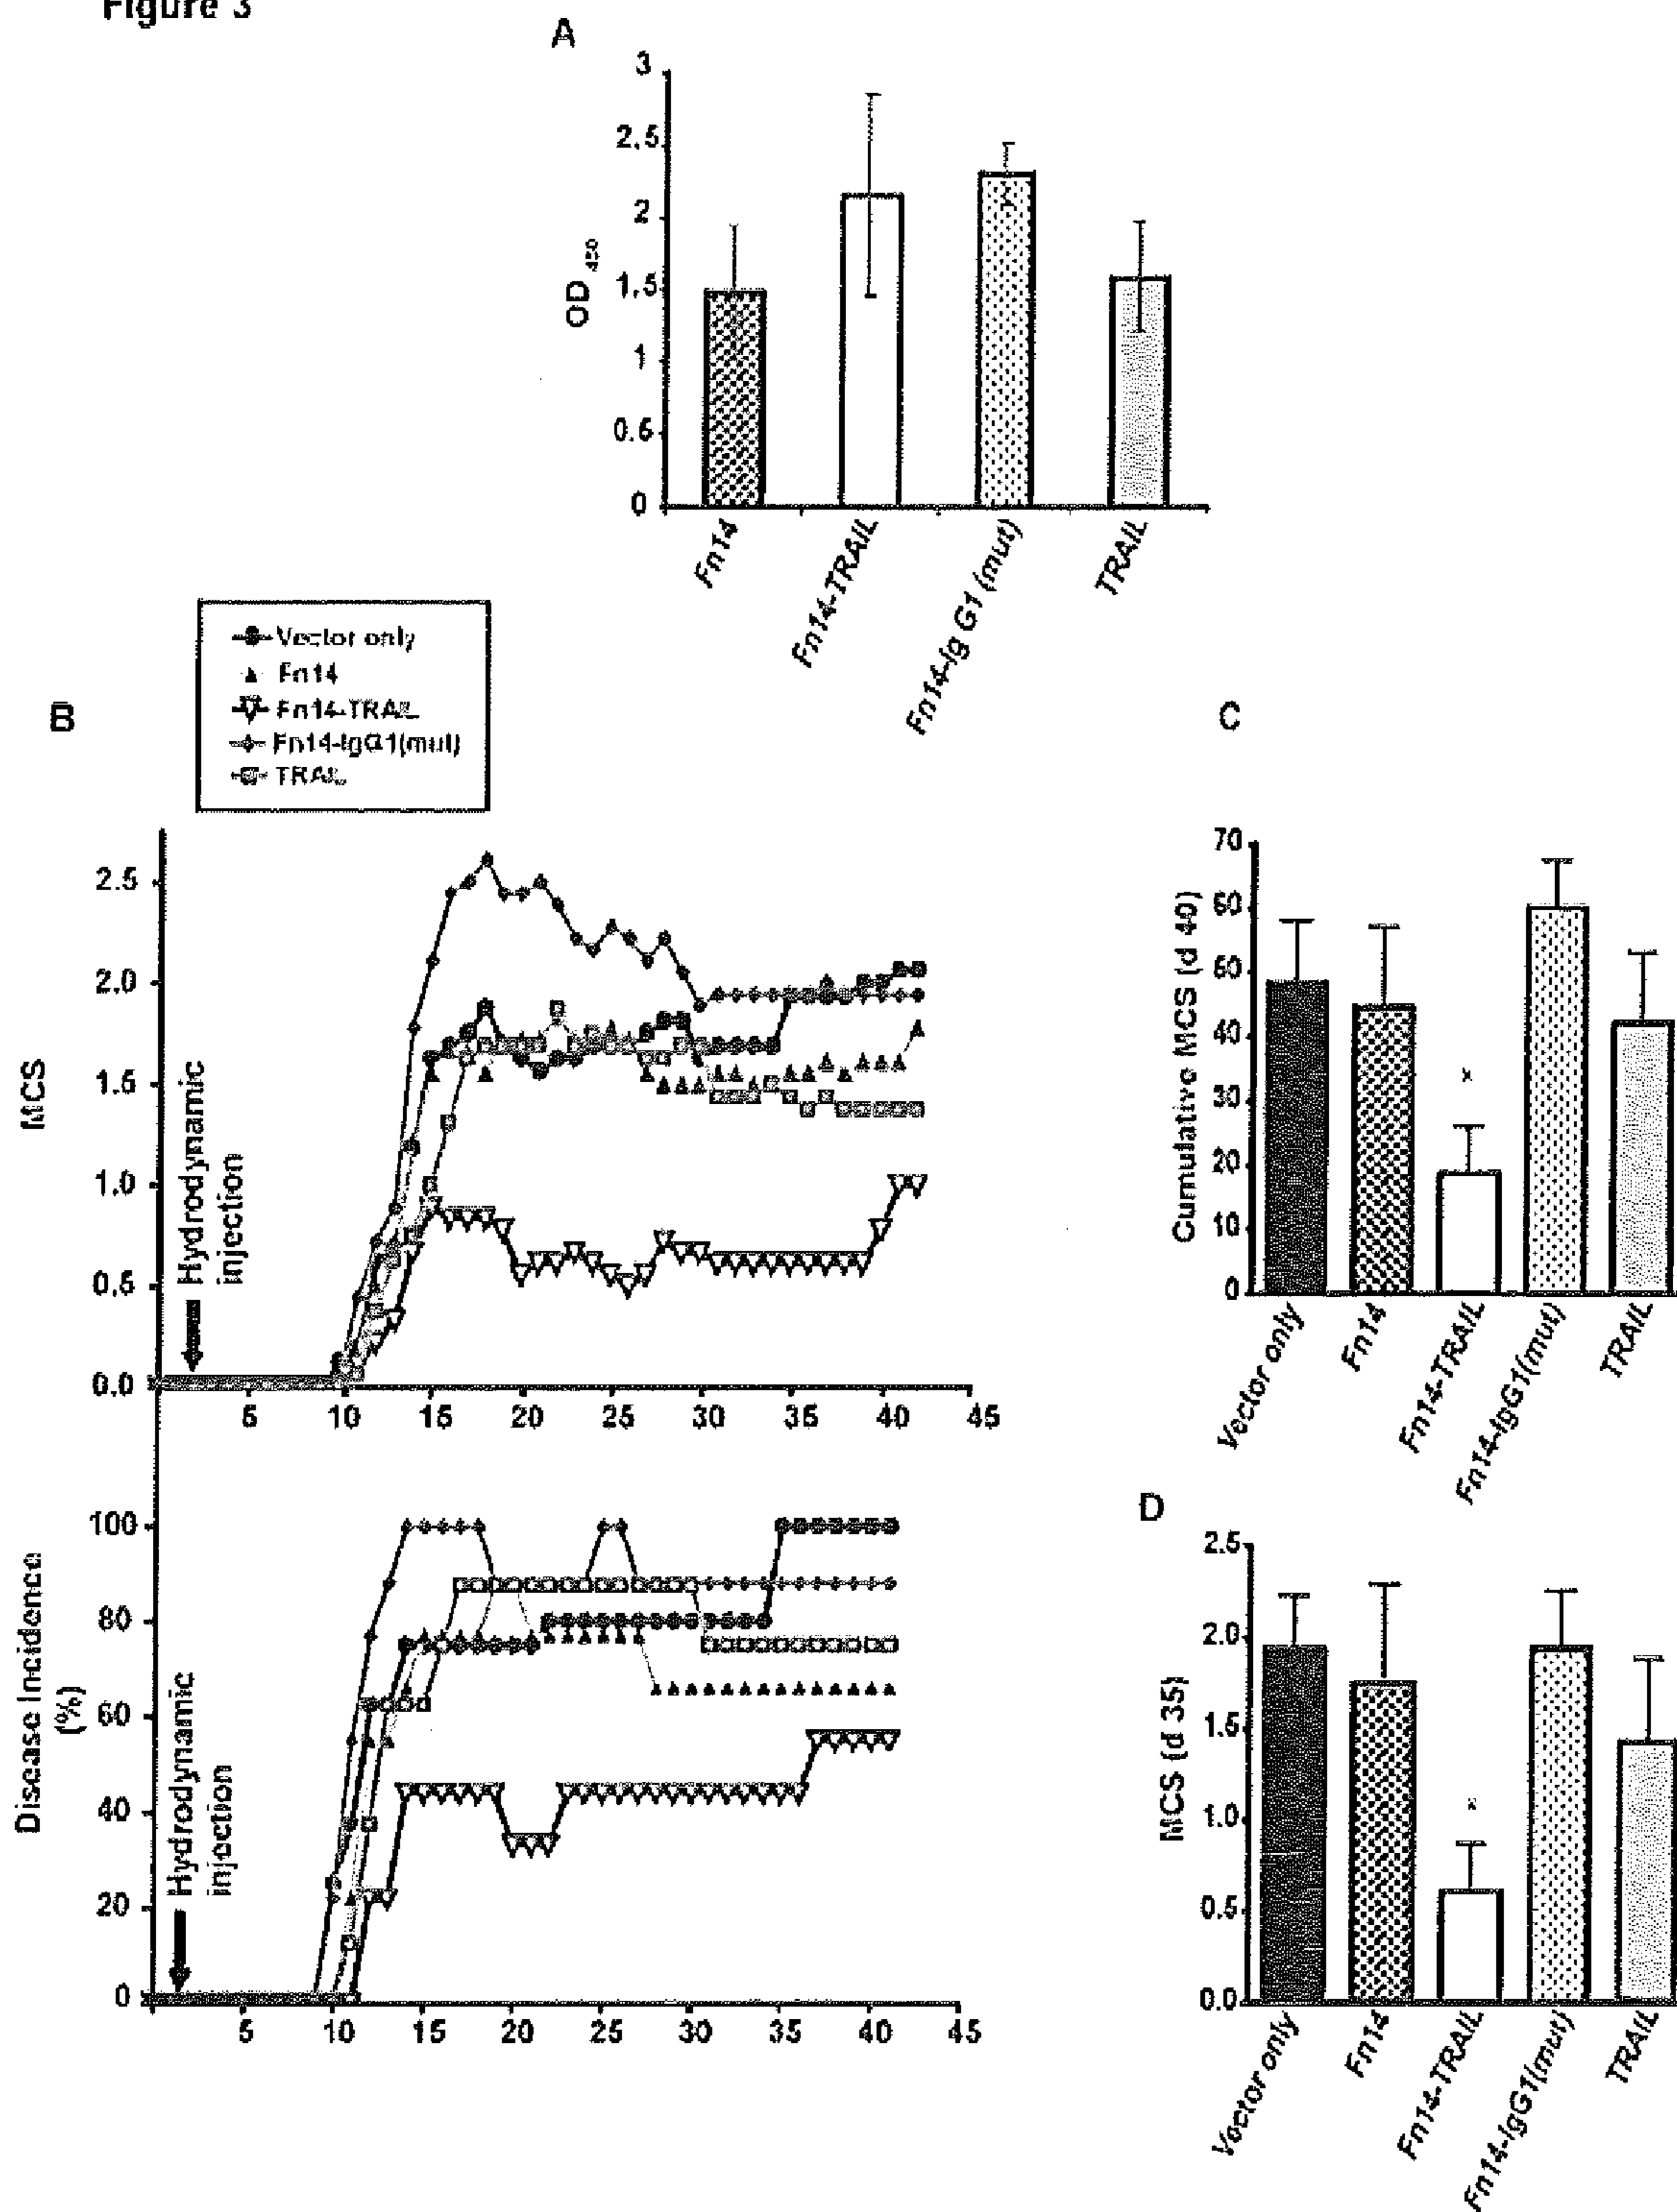 Figure 3
A
3
2.5
2
1.5
1
0.5
0
OD 450
Fn14
Fn14-TRAIL
Fn14-Ig G1 (mut)
TRAIL
Vector only
Fn14
Fn14-TRAIL
Fn14-IgG1(mut)
TRAIL
B
MCS
2.5
2.0
1.5
1.0
0.5
0.0
Hydrodynamic
injection
5 10 15 20 25 30 35 40 45
Disease Incidence
(%)
100
80
60
40
20
0
Hydrodynamic
injection
5 10 15 20 25 30 35 40 45
C
Cumulative MCS (d 40)
70
60
50
40
30
20
10
0
x
Vector only
Fn14
Fn14-TRAIL
Fn14-IgG1(mut)
TRAIL
D
MCS (d 35)
2.5
2.0
1.5
1.0
0.5
0.0
x
Vector only
Fn14
Fn14-TRAIL
Fn14-IgG1(mut)
TRAIL